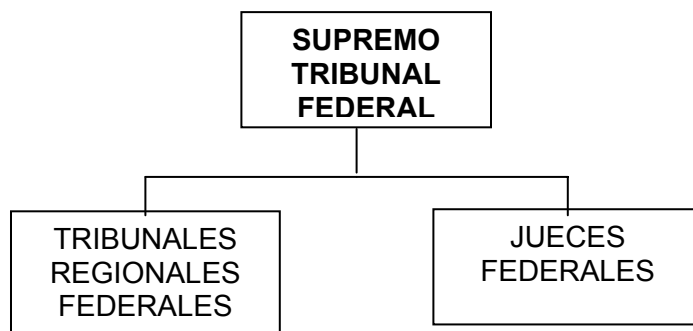 SUPREMO
TRIBUNAL
FEDERAL
TRIBUNALES
REGIONALES
FEDERALES
JUECES
FEDERALES